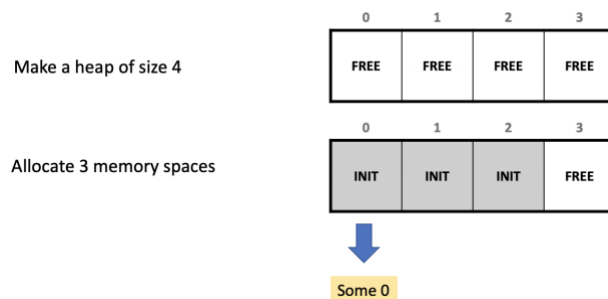 0 1 2 3
Make a heap of size 4
FREE FREE FREE FREE
0 1 2 3
Allocate 3 memory spaces
INIT INIT INIT FREE
Some 0